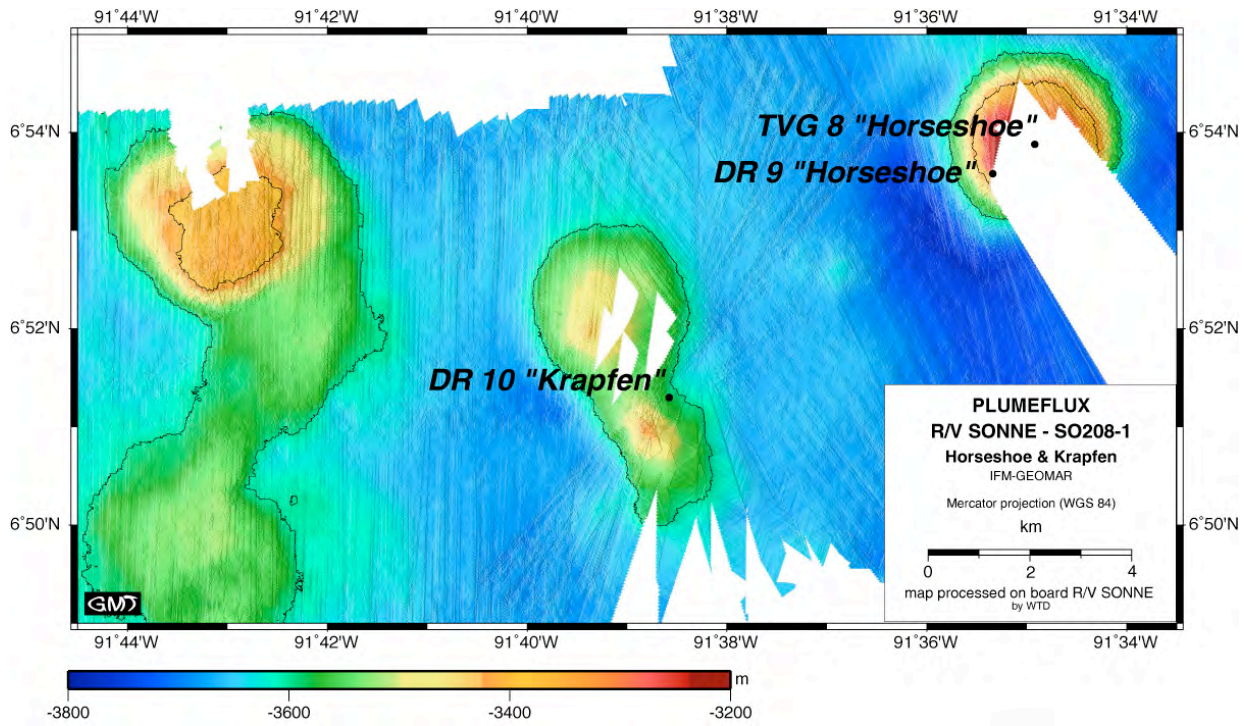 91°44'W 91°42'W 91°40'W 91°38'W 91°36'W 91°34'W
6°54'N 6°54'N
TVG 8 "Horseshoe"
DR 9 "Horseshoe"
6°52'N 6°52'N
DR 10 "Krapfen"
PLUMEFLUX
R/V SONNE - SO208-1
Horseshoe & Krapfen
IFM-GEOMAR
Mercator projection (WGS 84)
km
0 2 4
map processed on board R/V SONNE
by WTD
6°50'N 6°50'N
GMT
91°44'W 91°42'W 91°40'W 91°38'W 91°36'W 91°34'W
m
-3800 -3600 -3400 -3200